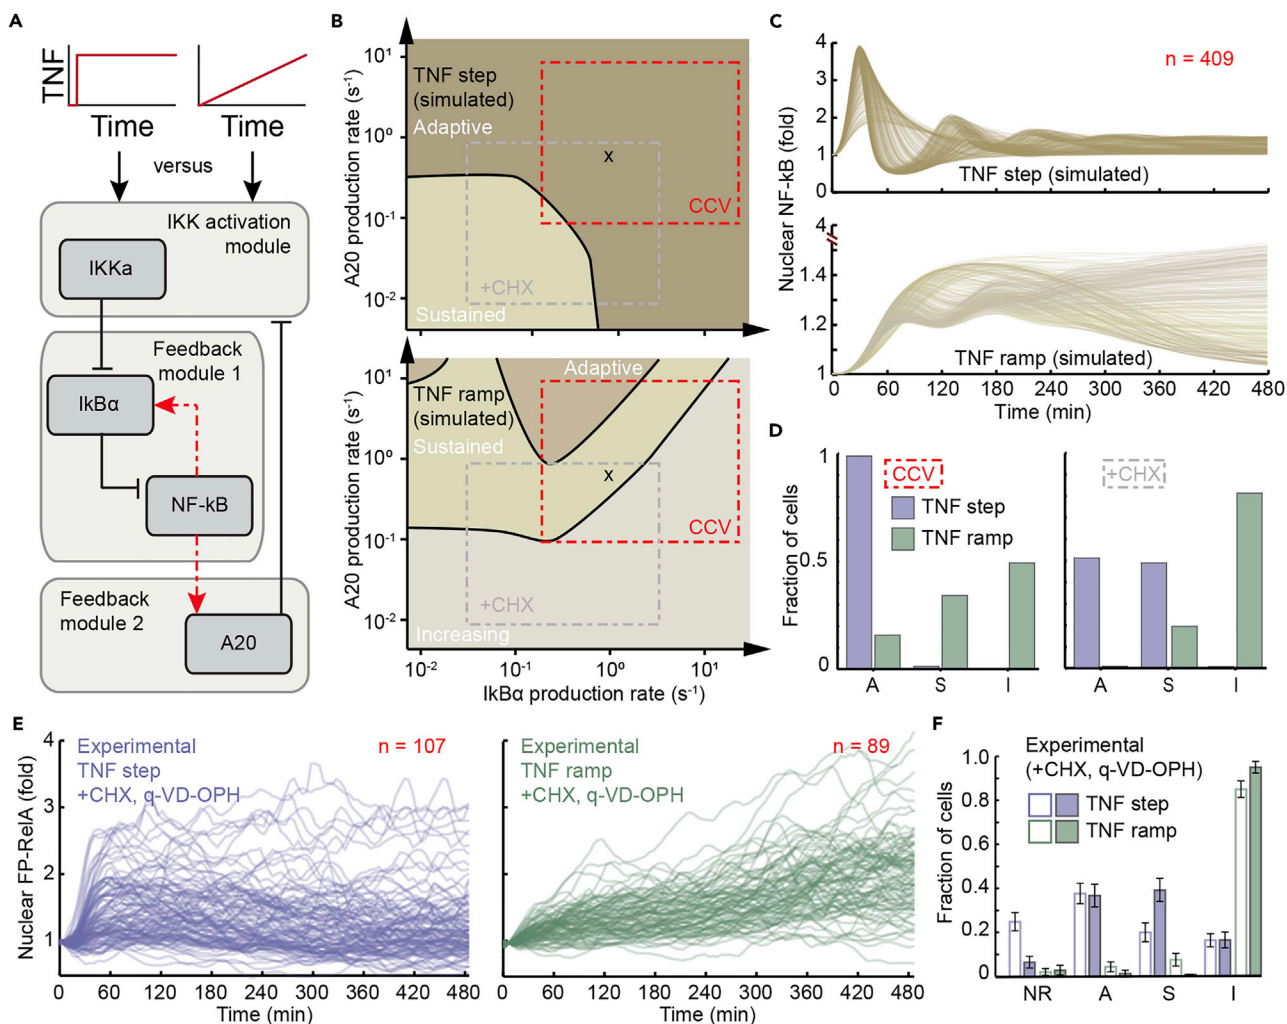 A
TNF
Time
Time
versus
IKK activation
module
IKKa
Feedback
module 1
IkBα
NF-kB
Feedback
module 2
A20
B
A20 production rate (s⁻¹)
10¹
10⁰
10⁻¹
10⁻²
TNF step
(simulated)
Adaptive
x
CCV
+CHX
Sustained
A20 production rate (s⁻¹)
10¹
10⁰
10⁻¹
10⁻²
Adaptive
TNF ramp
(simulated)
Sustained
x
CCV
+CHX
Increasing
10⁻² 10⁻¹ 10⁰ 10¹
IkBα production rate (s⁻¹)
C
Nuclear NF-kB (fold)
4
3
2
1
0
n = 409
TNF step (simulated)
4
1.4
1.2
1
TNF ramp (simulated)
0 60 120 180 240 300 360 420 480
Time (min)
D
Fraction of cells
1
0.5
0
CCV
TNF step
TNF ramp
A S I
+CHX
A S I
E
Nuclear FP-RelA (fold)
4
3
2
1
Experimental
TNF step
+CHX, q-VD-OPH
n = 107
0 60 120 180 240 300 360 420 480
Time (min)
Experimental
TNF ramp
+CHX, q-VD-OPH
n = 89
0 60 120 180 240 300 360 420 480
Time (min)
F
Fraction of cells
1.0
0.8
0.6
0.4
0.2
0
Experimental
(+CHX, q-VD-OPH)
TNF step
TNF ramp
NR A S I